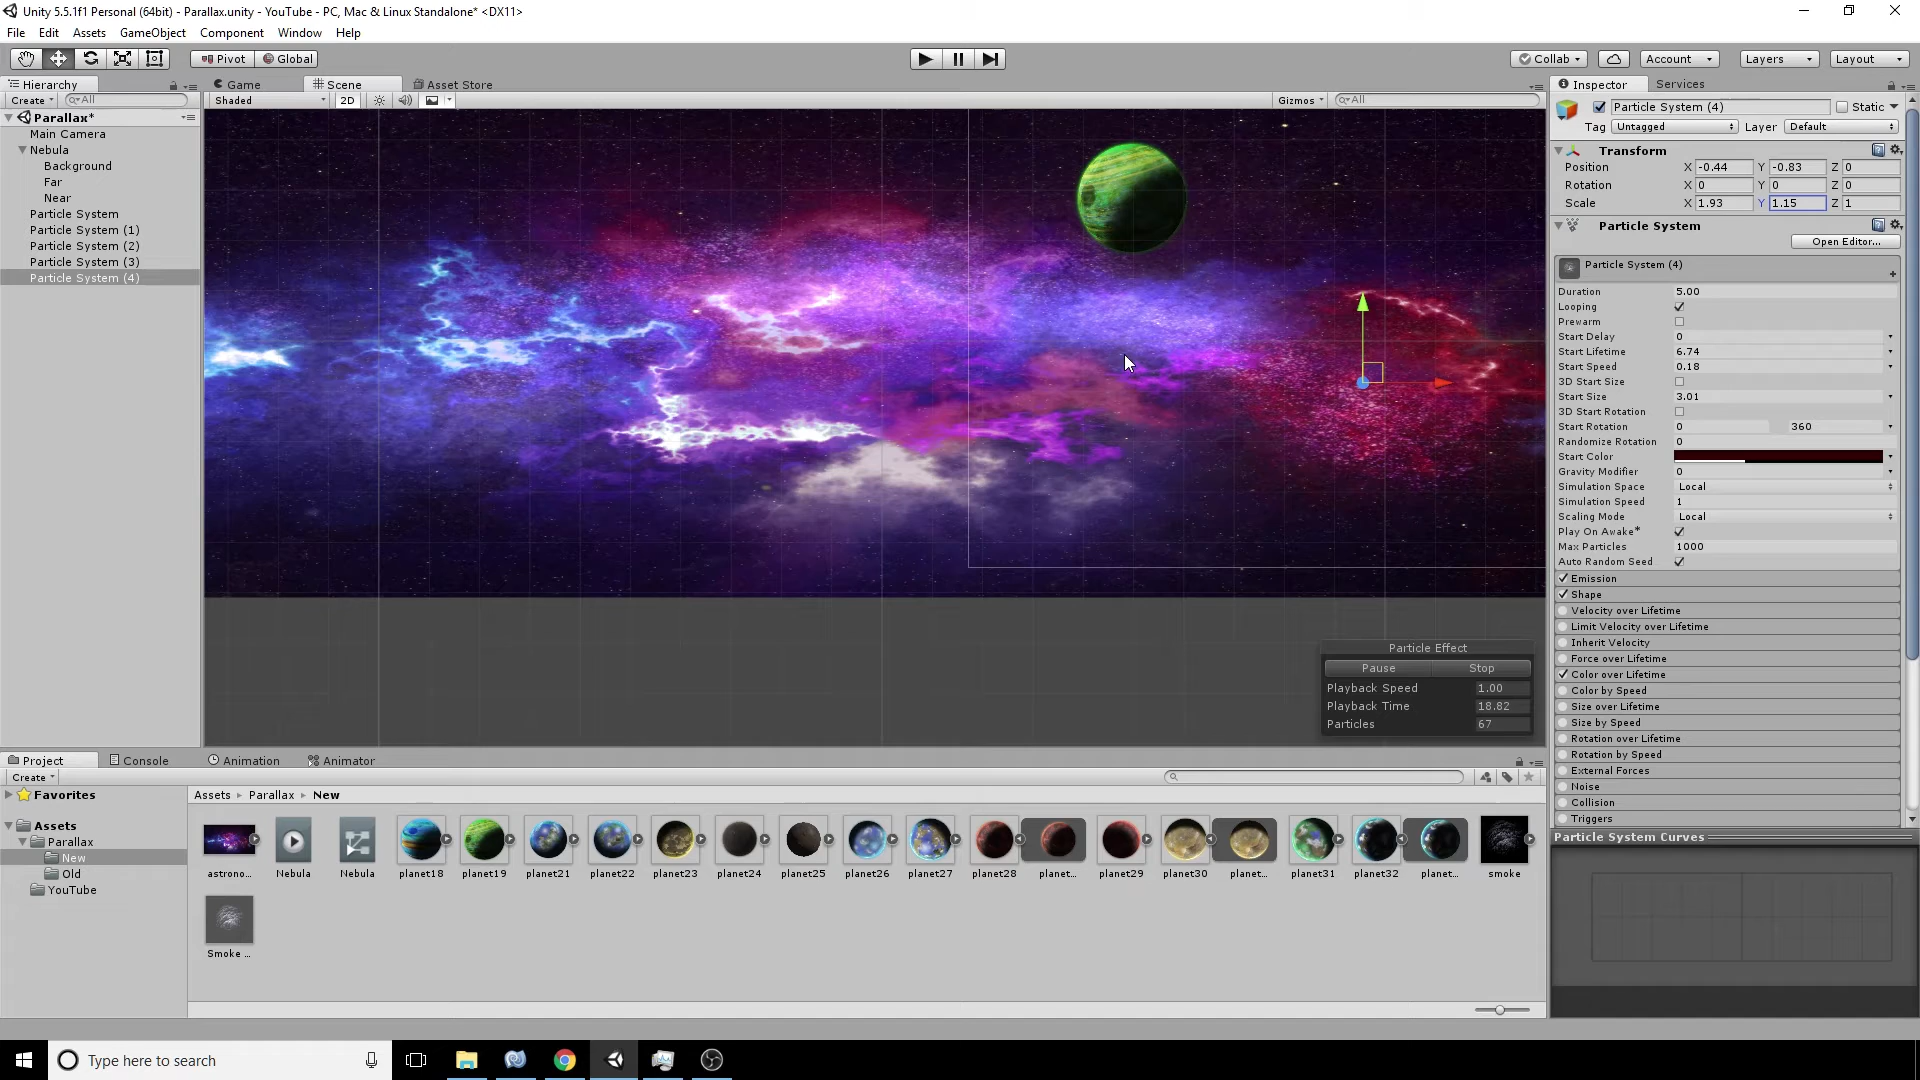 Unity 5.5.1f1 Personal (64bit) - Parallax.unity - YouTube - PC, Mac & Linux Standalone* <DX11>
File Edit Assets GameObject Component Window Help
Pivot Global Collab Account Layers Layout
Hierarchy Game Scene Asset Store Inspector Services
Create All Shaded 2D Gizmos All
Particle System (4) Static
Tag Untagged Layer Default
Parallax*
Main Camera
Nebula
Background
Far
Near
Particle System
Particle System (1)
Particle System (2)
Particle System (3)
Particle System (4)
Transform
Position X -0.44 Y -0.83 Z 0
Rotation X 0 Y 0 Z 0
Scale X 1.93 Y 1.15 Z 1
Particle System
Open Editor...
Particle System (4)
Duration 5.00
Looping
Prewarm
Start Delay 0
Start Lifetime 6.74
Start Speed 0.18
3D Start Size
Start Size 3.01
3D Start Rotation
Start Rotation 0 360
Randomize Rotation 0
Start Color
Gravity Modifier 0
Simulation Space Local
Simulation Speed 1
Scaling Mode Local
Play On Awake*
Max Particles 1000
Auto Random Seed
Emission
Shape
Velocity over Lifetime
Limit Velocity over Lifetime
Inherit Velocity
Force over Lifetime
Color over Lifetime
Color by Speed
Size over Lifetime
Size by Speed
Rotation over Lifetime
Rotation by Speed
External Forces
Noise
Collision
Triggers
Particle System Curves
Particle Effect
Pause Stop
Playback Speed 1.00
Playback Time 18.82
Particles 67
Project Console Animation Animator
Create
Favorites
Assets
Parallax
New
Old
YouTube
Assets Parallax New
astrono... Nebula Nebula planet18 planet19 planet21 planet22 planet23 planet24 planet25 planet26 planet27 planet28 planet... planet29 planet30 planet... planet31 planet32 planet... smoke
Smoke ...
Type here to search